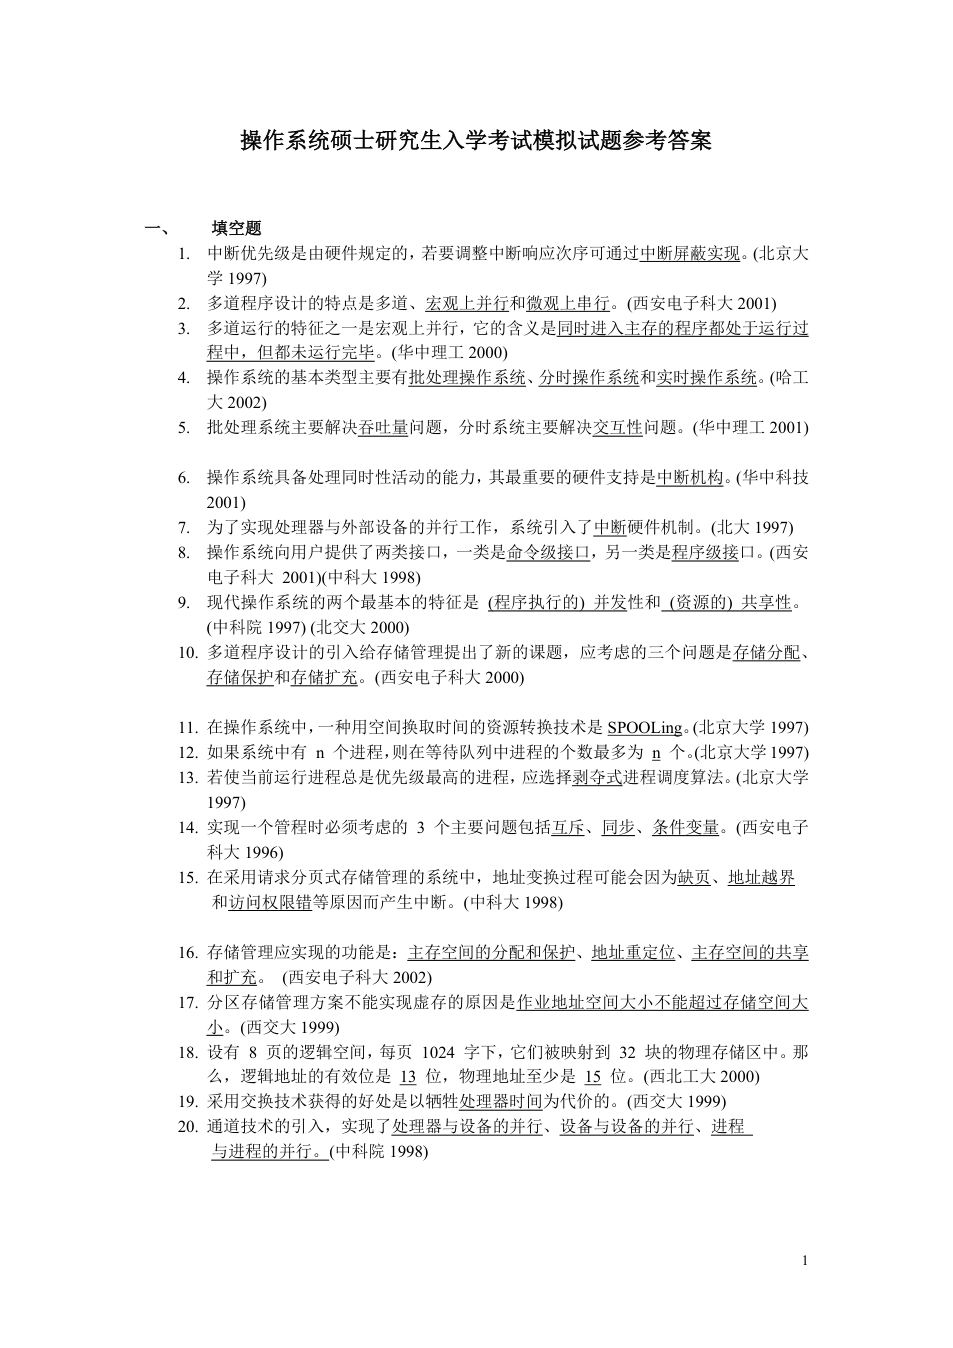 操作系统硕士研究生入学考试模拟试题参考答案
一、 填空题
1. 中断优先级是由硬件规定的，若要调整中断响应次序可通过中断屏蔽实现。(北京大
学 1997)
2. 多道程序设计的特点是多道、宏观上并行和微观上串行。(西安电子科大 2001)
3. 多道运行的特征之一是宏观上并行，它的含义是同时进入主存的程序都处于运行过
程中，但都未运行完毕。(华中理工 2000)
4. 操作系统的基本类型主要有批处理操作系统、分时操作系统和实时操作系统。(哈工
大 2002)
5. 批处理系统主要解决吞吐量问题，分时系统主要解决交互性问题。(华中理工 2001)
6. 操作系统具备处理同时性活动的能力，其最重要的硬件支持是中断机构。(华中科技
2001)
7. 为了实现处理器与外部设备的并行工作，系统引入了中断硬件机制。(北大 1997)
8. 操作系统向用户提供了两类接口，一类是命令级接口，另一类是程序级接口。(西安
电子科大 2001)(中科大 1998)
9. 现代操作系统的两个最基本的特征是 (程序执行的) 并发性和 (资源的) 共享性。
(中科院 1997) (北交大 2000)
10. 多道程序设计的引入给存储管理提出了新的课题，应考虑的三个问题是存储分配、
存储保护和存储扩充。(西安电子科大 2000)
11. 在操作系统中，一种用空间换取时间的资源转换技术是 SPOOLing。(北京大学 1997)
12. 如果系统中有 n 个进程，则在等待队列中进程的个数最多为 n 个。(北京大学 1997)
13. 若使当前运行进程总是优先级最高的进程，应选择剥夺式进程调度算法。(北京大学
1997)
14. 实现一个管程时必须考虑的 3 个主要问题包括互斥、同步、条件变量。(西安电子
科大 1996)
15. 在采用请求分页式存储管理的系统中，地址变换过程可能会因为缺页、地址越界
和访问权限错等原因而产生中断。(中科大 1998)
16. 存储管理应实现的功能是：主存空间的分配和保护、地址重定位、主存空间的共享
和扩充。 (西安电子科大 2002)
17. 分区存储管理方案不能实现虚存的原因是作业地址空间大小不能超过存储空间大
小。(西交大 1999)
18. 设有 8 页的逻辑空间，每页 1024 字下，它们被映射到 32 块的物理存储区中。那
么，逻辑地址的有效位是 13 位，物理地址至少是 15 位。(西北工大 2000)
19. 采用交换技术获得的好处是以牺牲处理器时间为代价的。(西交大 1999)
20. 通道技术的引入，实现了处理器与设备的并行、设备与设备的并行、进程
与进程的并行。(中科院 1998)
1